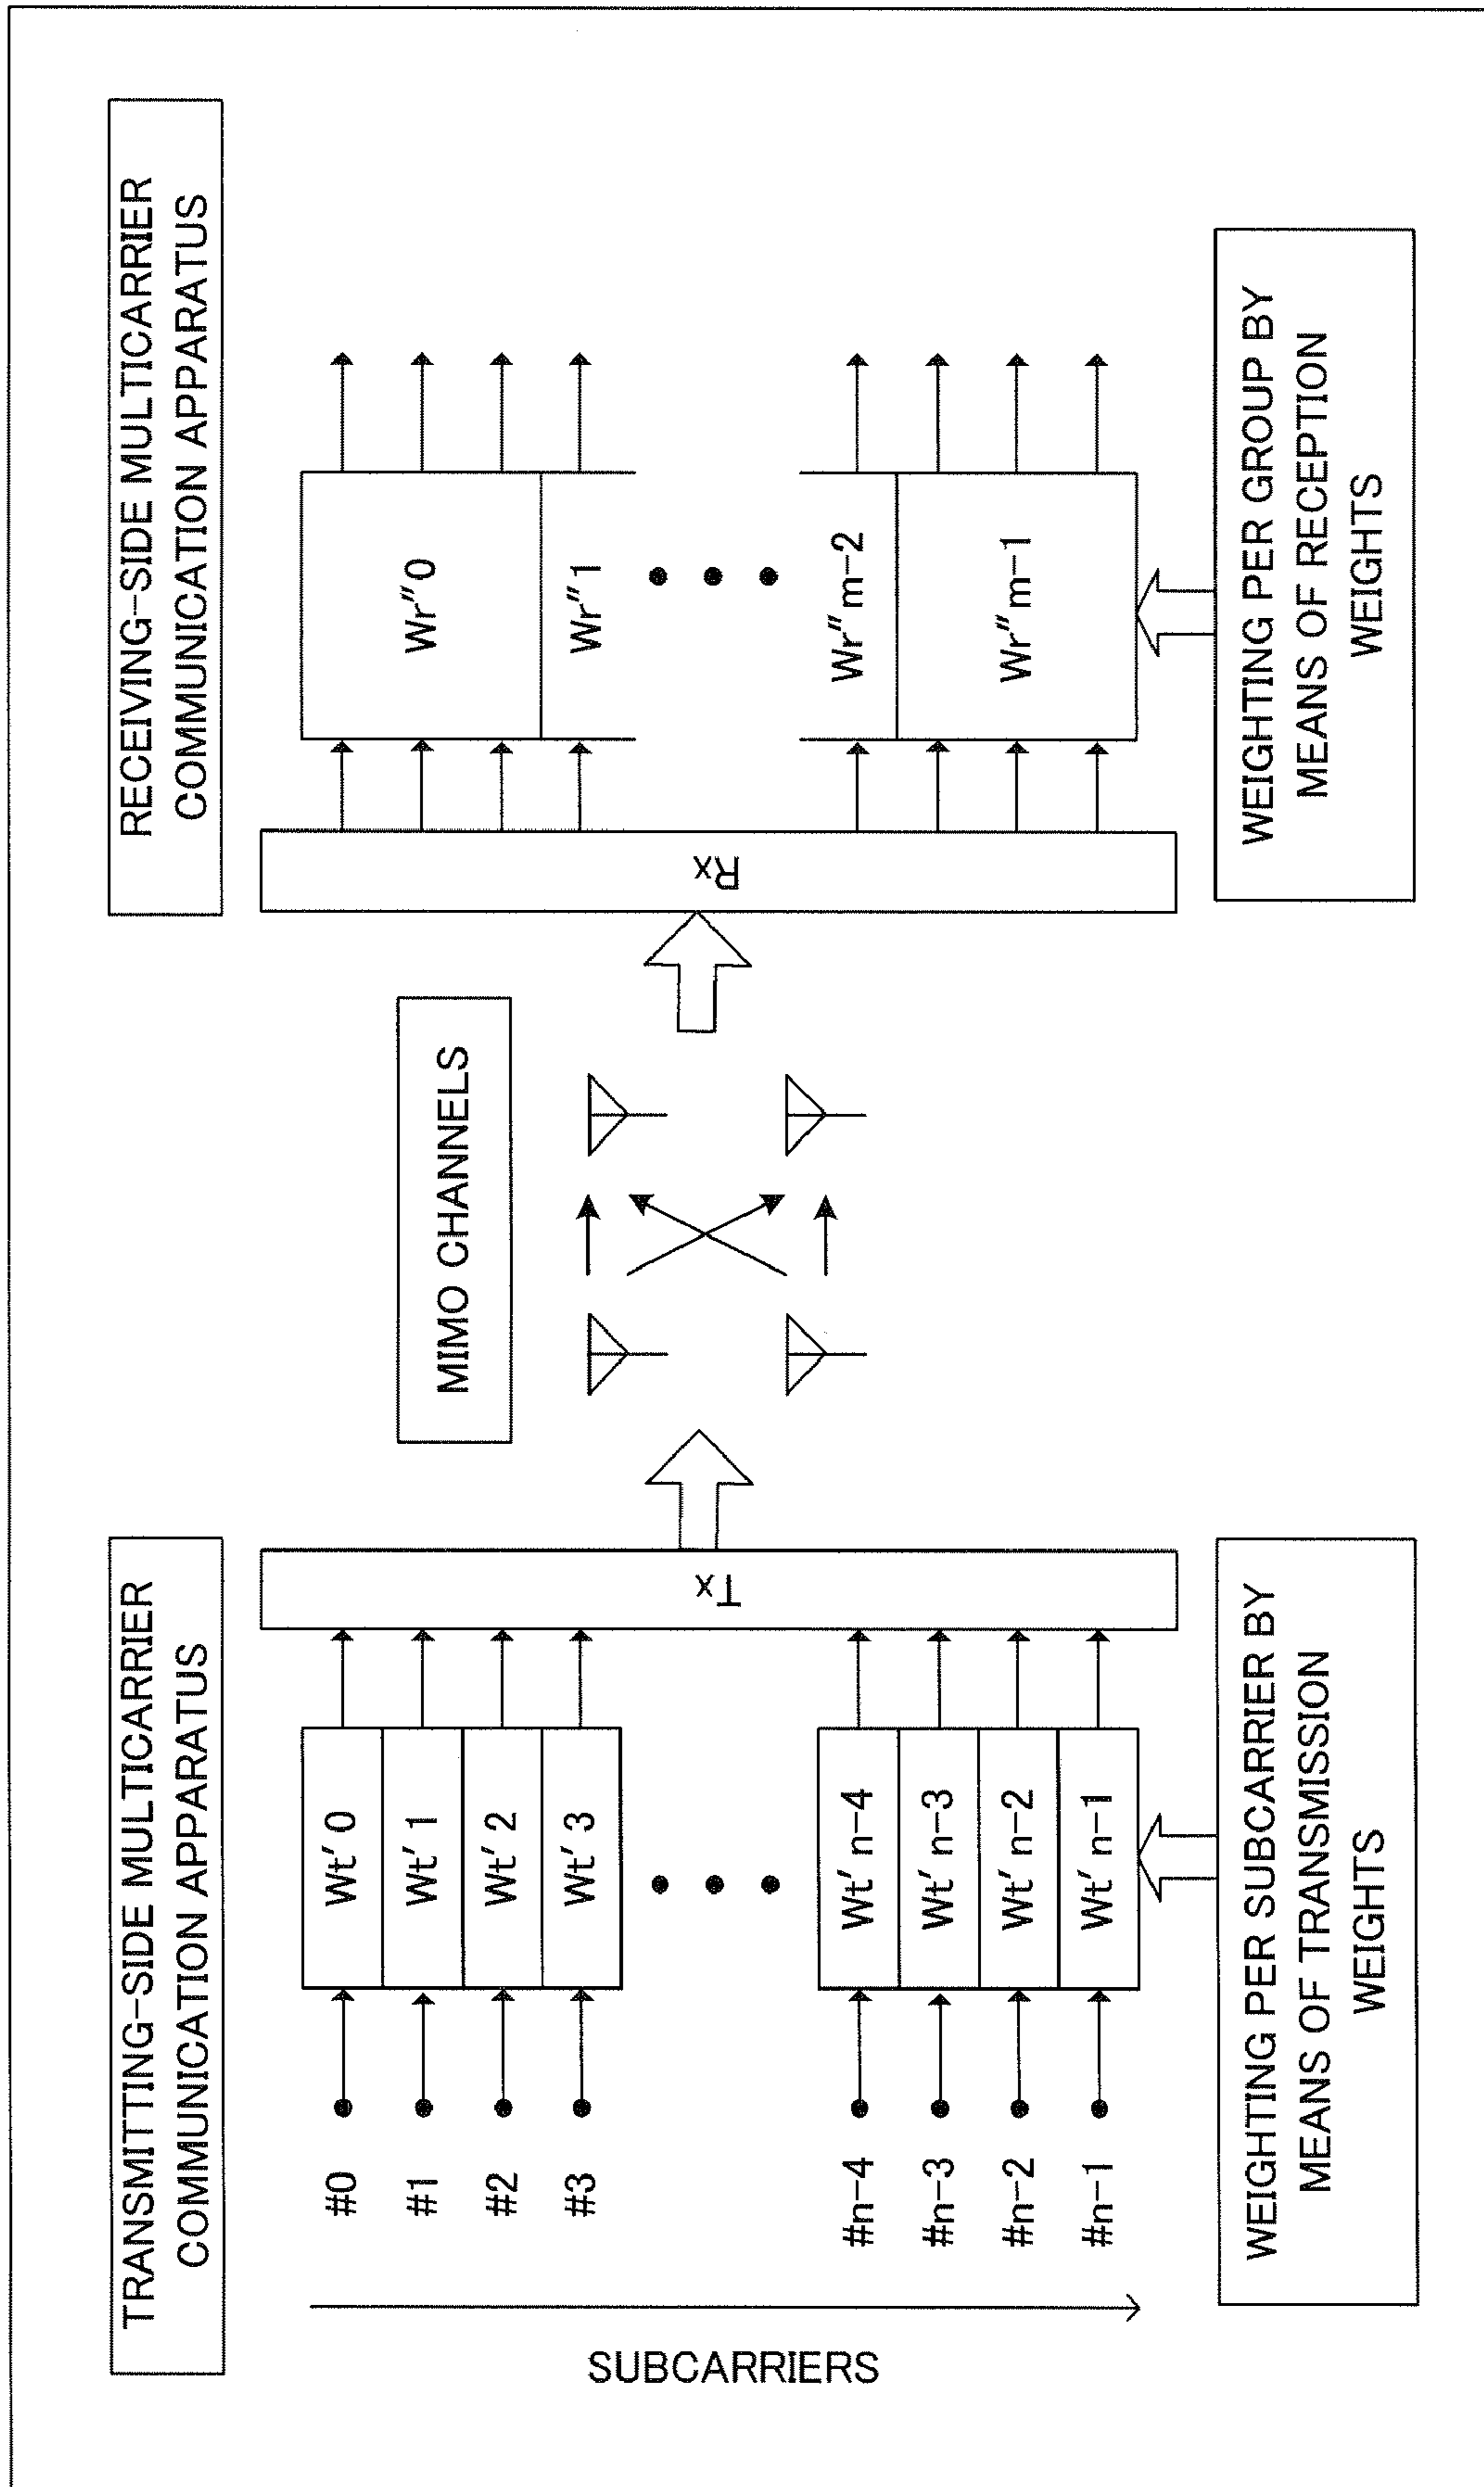 TRANSMITTING-SIDE MULTICARRIER
COMMUNICATION APPARATUS
RECEIVING-SIDE MULTICARRIER
COMMUNICATION APPARATUS
MIMO CHANNELS
SUBCARRIERS
#0
#1
#2
#3
#n-4
#n-3
#n-2
#n-1
Wt′ 0
Wt′ 1
Wt′ 2
Wt′ 3
Wt′ n-4
Wt′ n-3
Wt′ n-2
Wt′ n-1
Tx
Rx
Wr″ 0
Wr″ 1
Wr″ m-2
Wr″ m-1
WEIGHTING PER SUBCARRIER BY
MEANS OF TRANSMISSION
WEIGHTS
WEIGHTING PER GROUP BY
MEANS OF RECEPTION
WEIGHTS